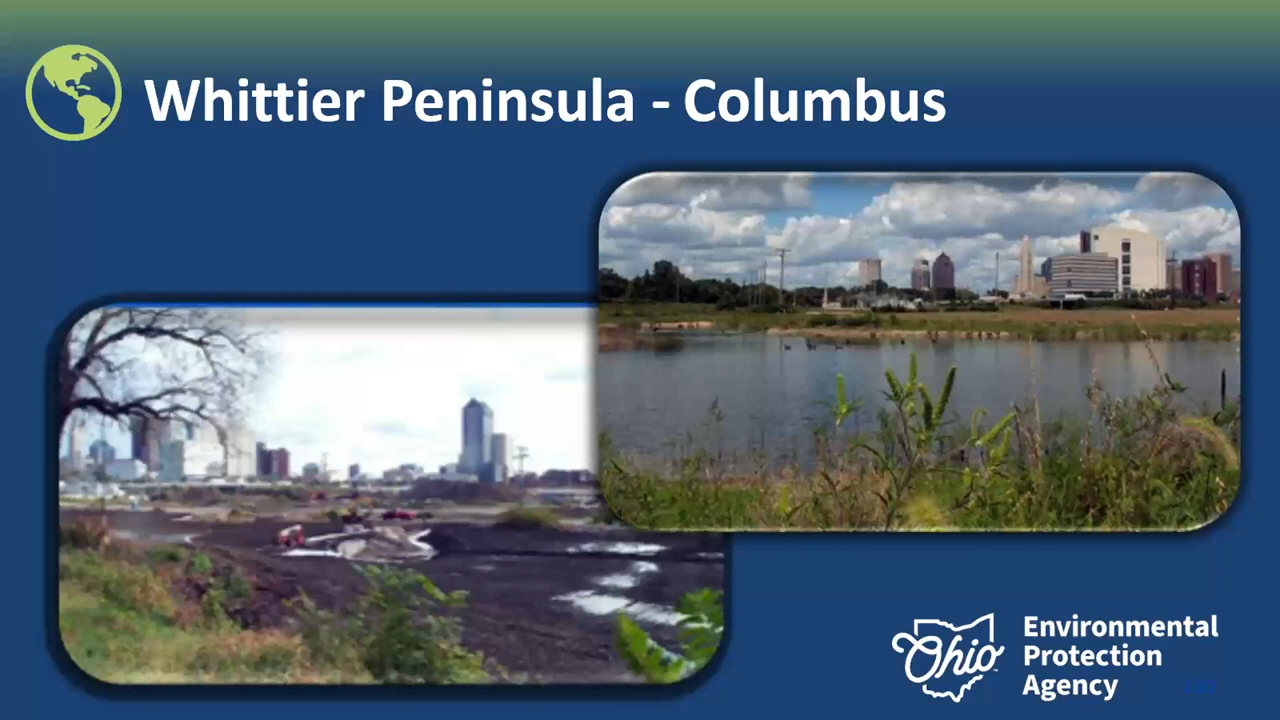 Whittier Peninsula - Columbus
Ohio
Environmental
Protection
Agency